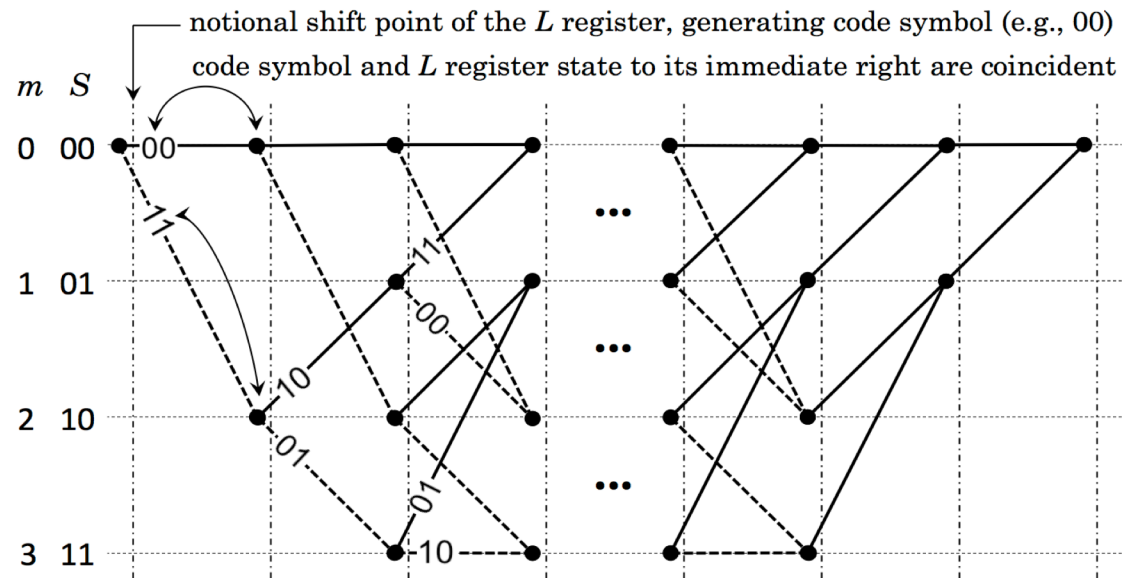 notional shift point of the L register, generating code symbol (e.g., 00)
code symbol and L register state to its immediate right are coincident
m S
0 00 00
11
11
1 01
00
10
2 10
01
01
3 11 10
...
...
...